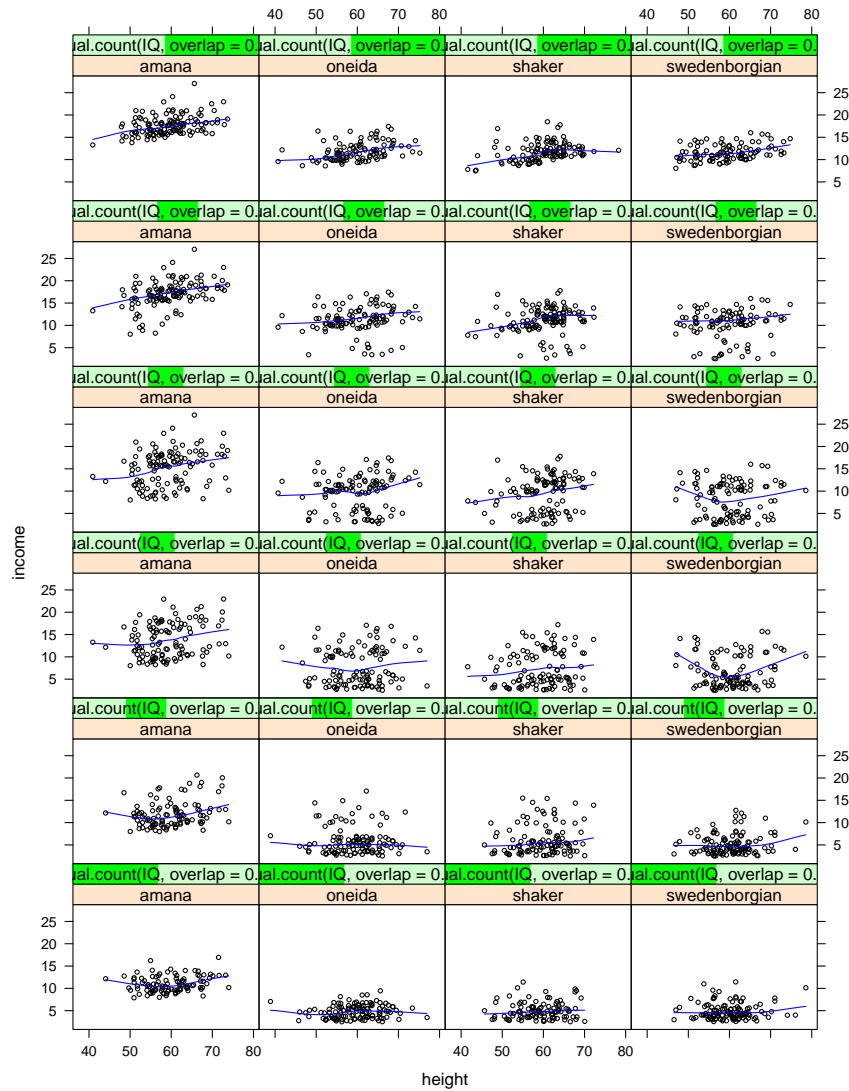 40 50 60 70 80 40 50 60 70 80
ual.count(IQ, overlap = 0. ual.count(IQ, overlap = 0. ual.count(IQ, overlap = 0. ual.count(IQ, overlap = 0.
amana oneida shaker swedenborgian
25
20
15
10
5
ual.count(IQ, overlap = 0. ual.count(IQ, overlap = 0. ual.count(IQ, overlap = 0. ual.count(IQ, overlap = 0.
amana oneida shaker swedenborgian
25
20
15
10
5
ual.count(IQ, overlap = 0. ual.count(IQ, overlap = 0. ual.count(IQ, overlap = 0. ual.count(IQ, overlap = 0.
amana oneida shaker swedenborgian
25
20
15
10
5
income
ual.count(IQ, overlap = 0. ual.count(IQ, overlap = 0. ual.count(IQ, overlap = 0. ual.count(IQ, overlap = 0.
amana oneida shaker swedenborgian
25
20
15
10
5
ual.count(IQ, overlap = 0. ual.count(IQ, overlap = 0. ual.count(IQ, overlap = 0. ual.count(IQ, overlap = 0.
amana oneida shaker swedenborgian
25
20
15
10
5
ual.count(IQ, overlap = 0. ual.count(IQ, overlap = 0. ual.count(IQ, overlap = 0. ual.count(IQ, overlap = 0.
amana oneida shaker swedenborgian
25
20
15
10
5
40 50 60 70 80 40 50 60 70 80
height